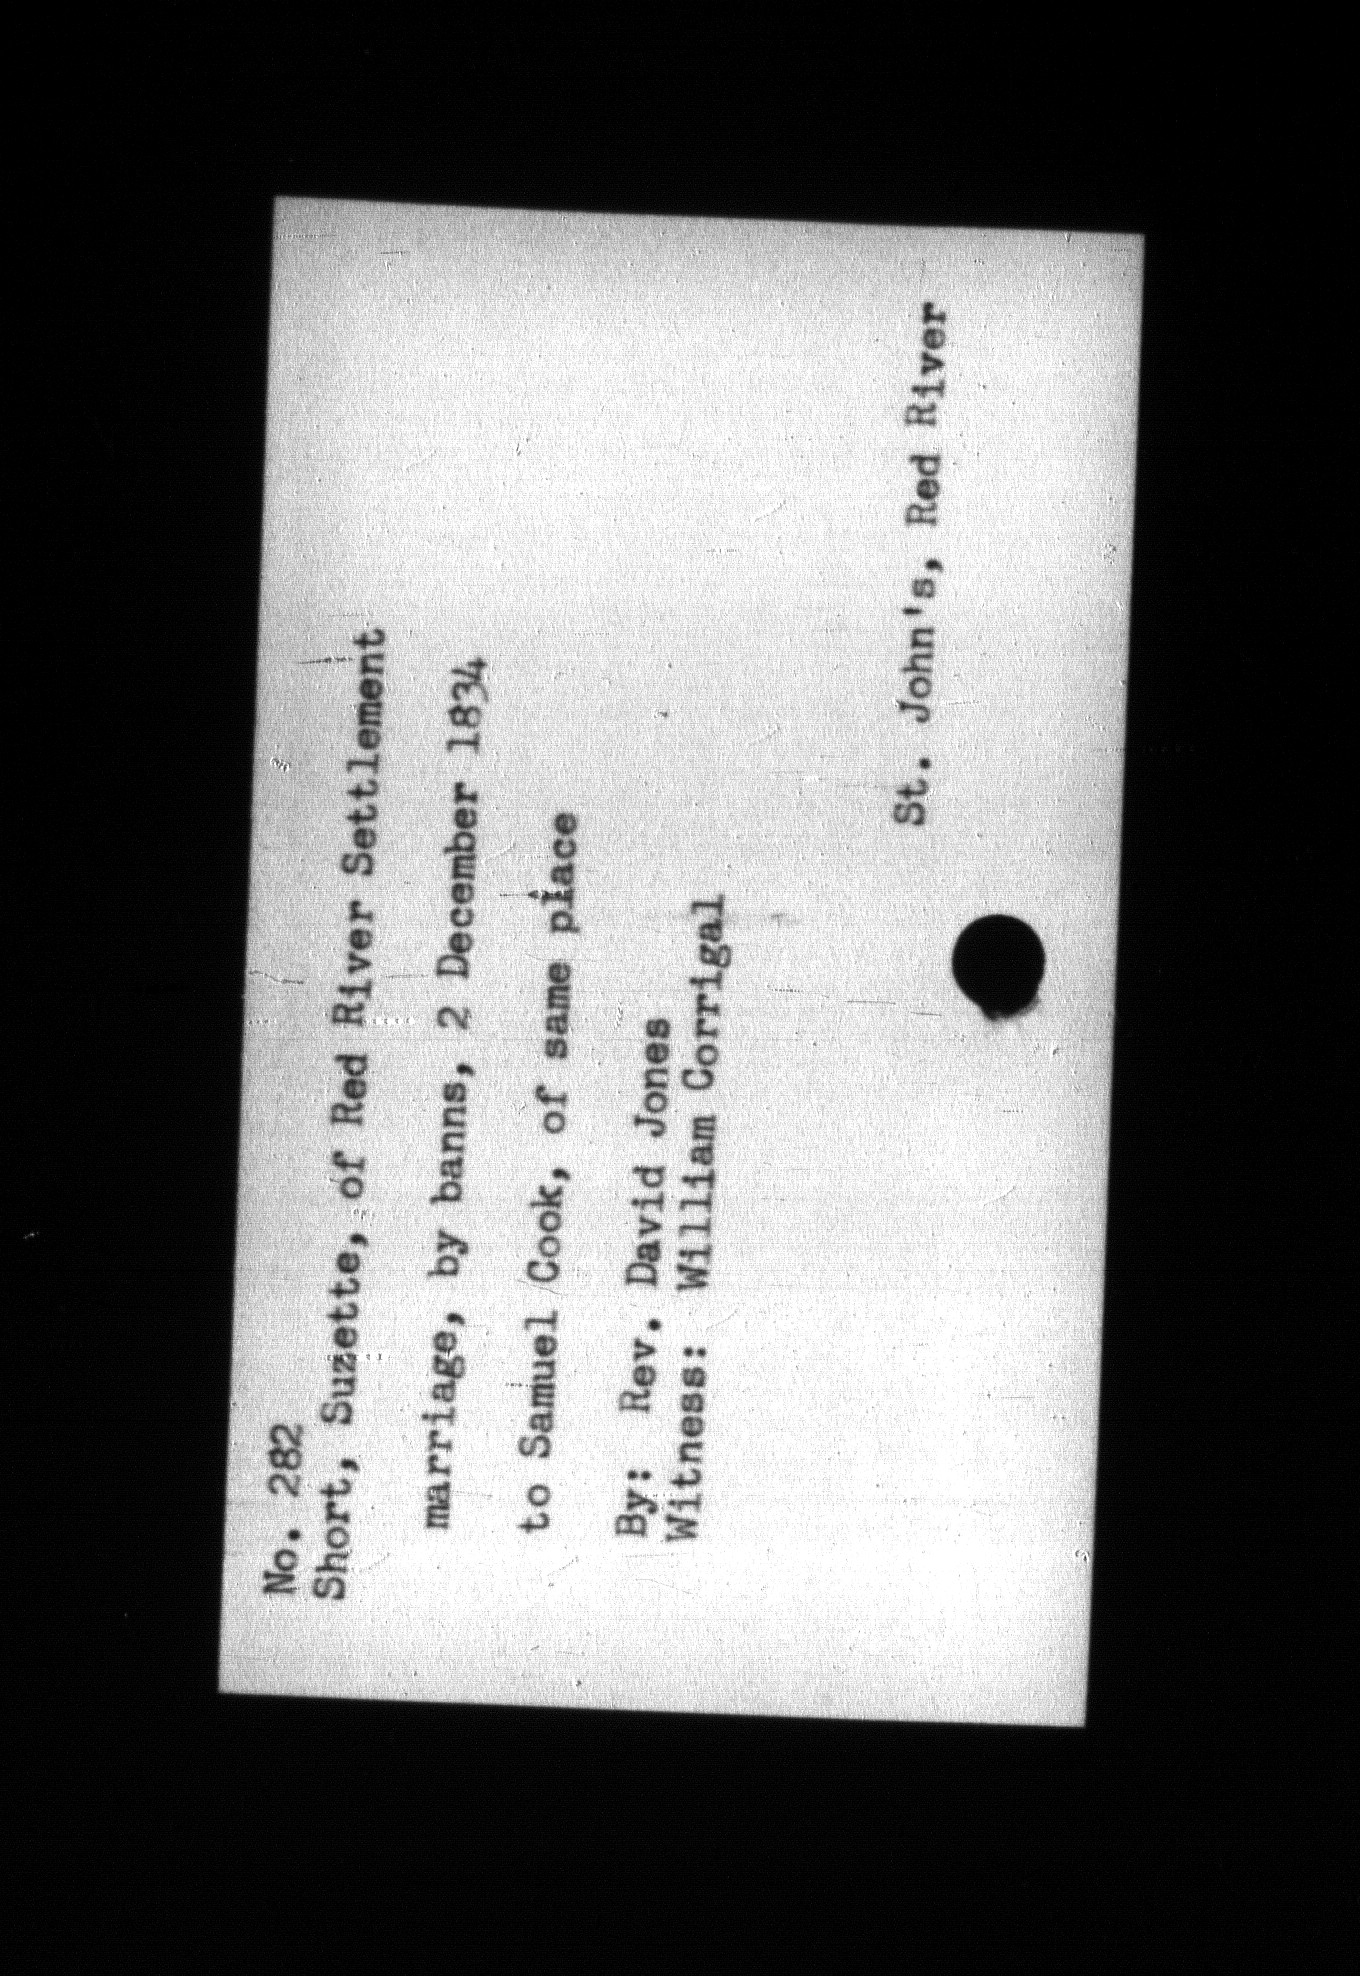 No. 282
Short, Suzette, of Red River Settlement
marriage, by banns, 2 December 1834
to Samuel Cook, of same place
By: Rev. David Jones
Witness: William Corrigal
St. John's, Red River